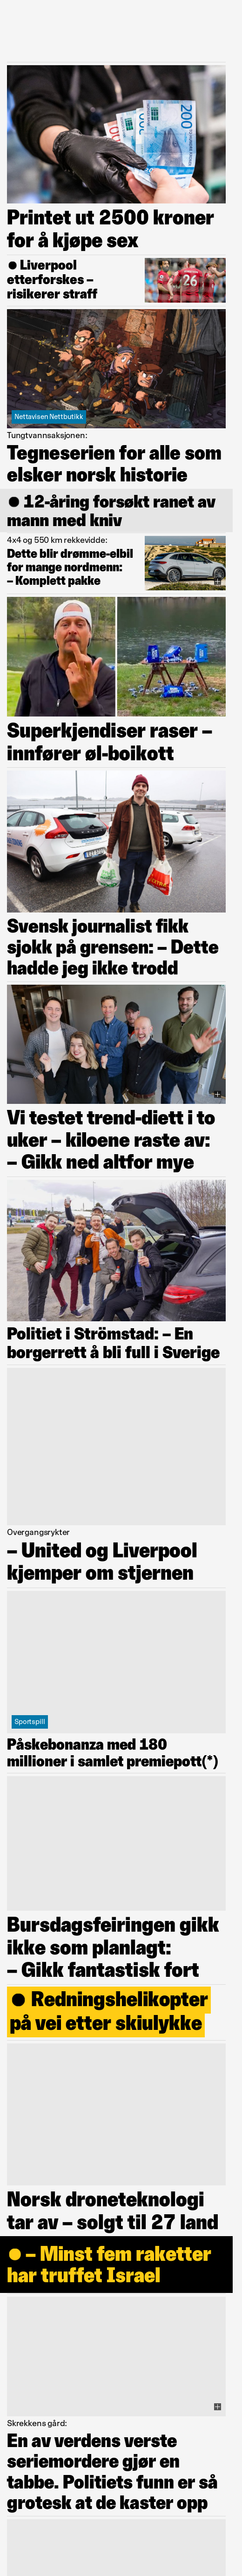 Printet ut 2500 kroner
for å kjøpe sex
Liverpool
etterforskes –
risikerer straff
Nettavisen Nettbutikk
Tungtvannsaksjonen:
Tegneserien for alle som
elsker norsk historie
12-åring forsøkt ranet av
mann med kniv
4x4 og 550 km rekkevidde:
Dette blir drømme-elbil
for mange nordmenn:
– Komplett pakke
Superkjendiser raser –
innfører øl-boikott
Svensk journalist fikk
sjokk på grensen: – Dette
hadde jeg ikke trodd
Vi testet trend-diett i to
uker – kiloene raste av:
– Gikk ned altfor mye
Politiet i Strömstad: – En
borgerrett å bli full i Sverige
Overgangsrykter
– United og Liverpool
kjemper om stjernen
Sportspill
Påskebonanza med 180
millioner i samlet premiepott(*)
Bursdagsfeiringen gikk
ikke som planlagt:
– Gikk fantastisk fort
Redningshelikopter
på vei etter skiulykke
Norsk droneteknologi
tar av – solgt til 27 land
– Minst fem raketter
har truffet Israel
Skrekkens gård:
En av verdens verste
seriemordere gjør en
tabbe. Politiets funn er så
grotesk at de kaster opp